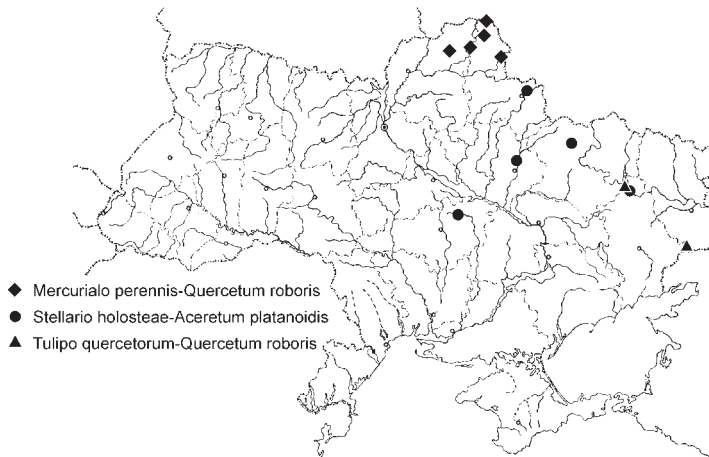 Mercurialo perennis-Quercetum roboris
Stellario holosteae-Aceretum platanoidis
Tulipo quercetorum-Quercetum roboris